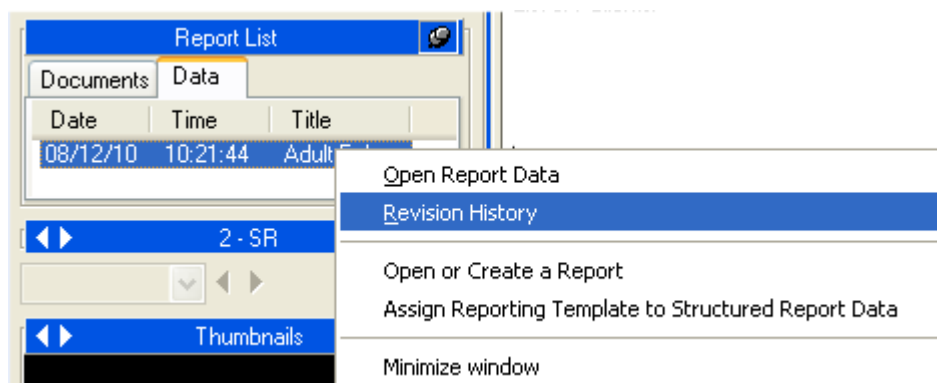 Report List
Documents Data
Date Time Title
08/12/10 10:21:44 Adult
Open Report Data
Revision History
2 - SR
Open or Create a Report
Assign Reporting Template to Structured Report Data
Thumbnails
Minimize window